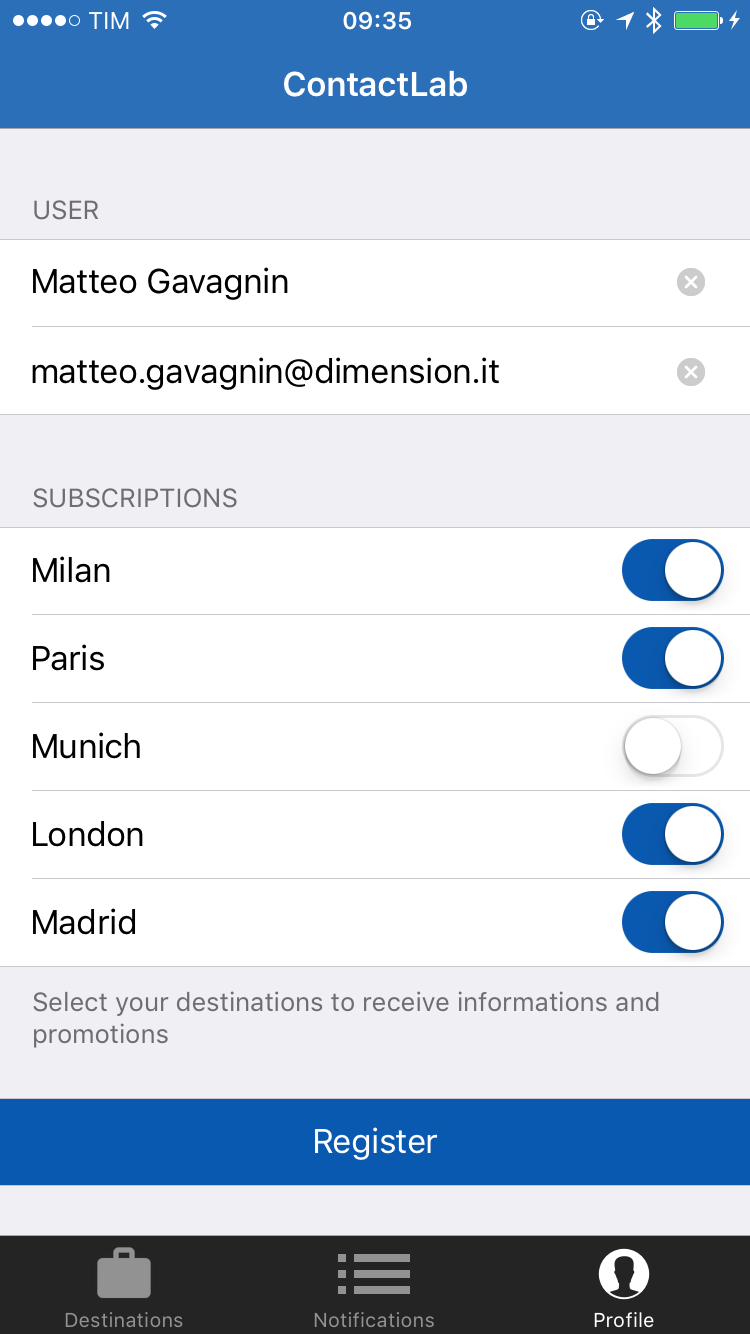 TIM 09:35
ContactLab
USER
Matteo Gavagnin
matteo.gavagnin@dimension.it
SUBSCRIPTIONS
Milan
Paris
Munich
London
Madrid
Select your destinations to receive informations and
promotions
Register
Destinations Notifications Profile